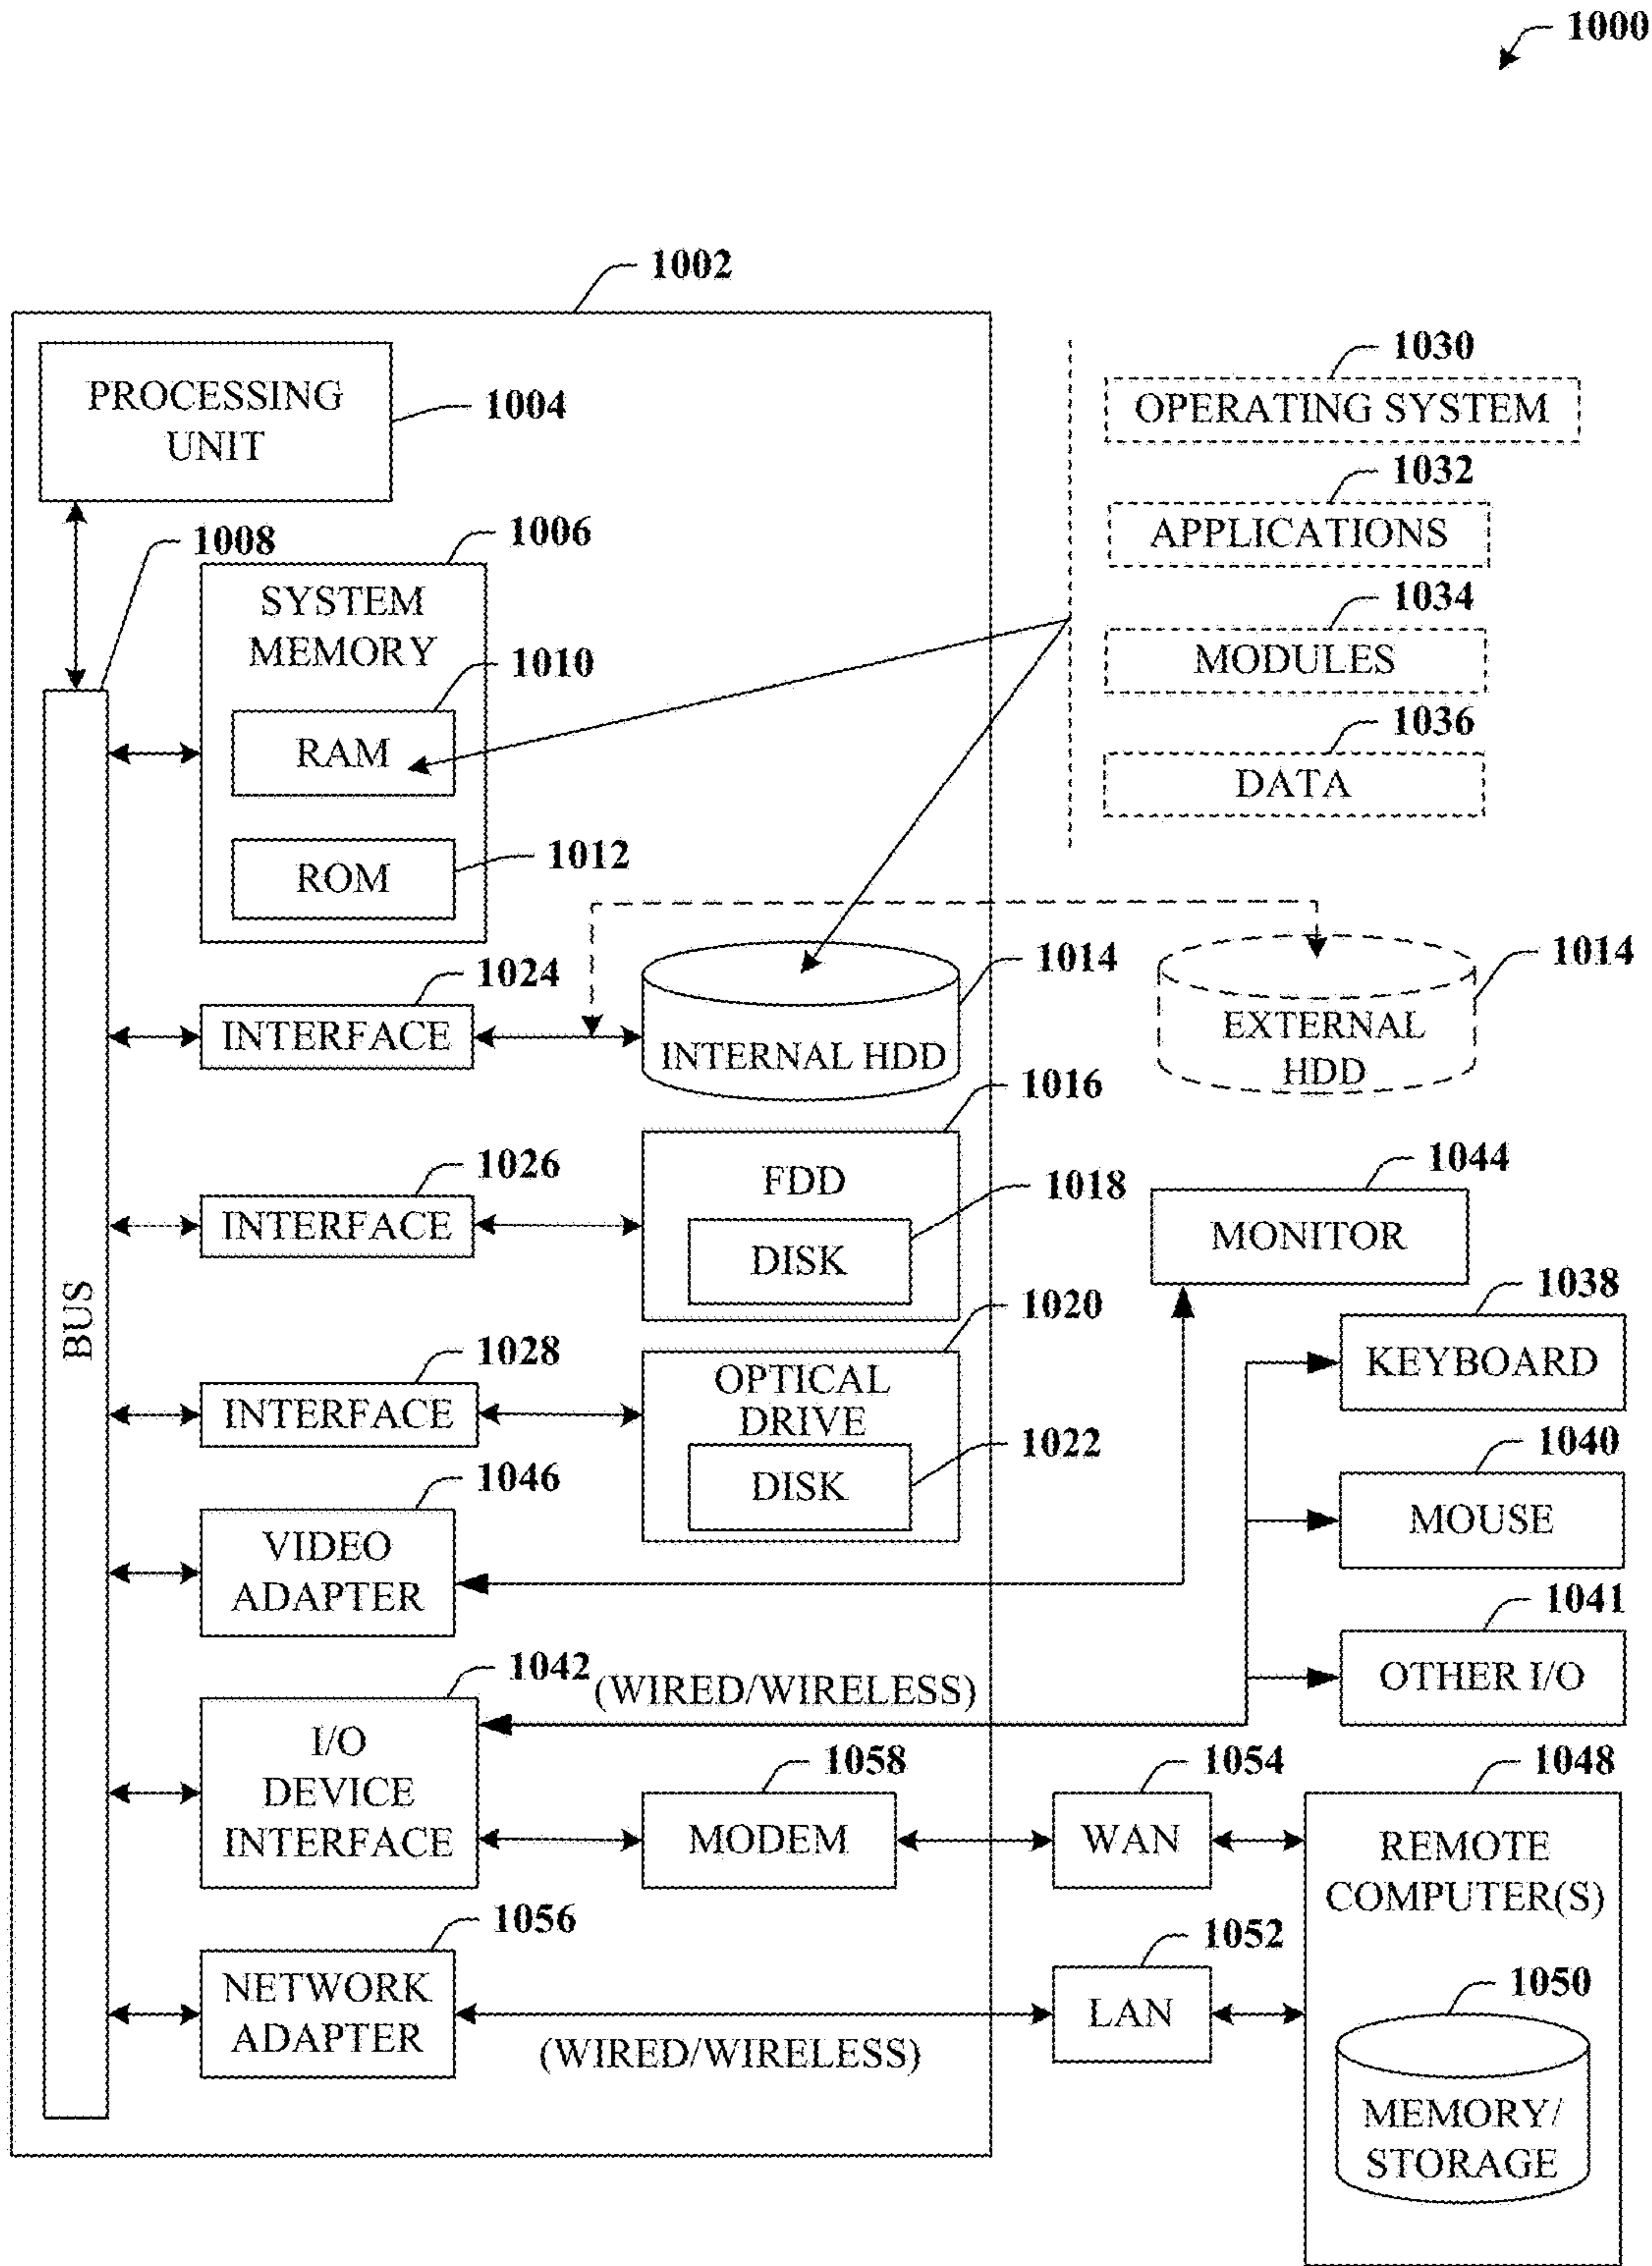 1000
1002
PROCESSING
UNIT
1004
1008
1006
SYSTEM
MEMORY
1010
RAM
1012
ROM
1030
OPERATING SYSTEM
1032
APPLICATIONS
1034
MODULES
1036
DATA
BUS
1024
INTERFACE
1014
INTERNAL HDD
1014
EXTERNAL
HDD
1026
INTERFACE
1016
FDD
1018
DISK
1044
MONITOR
1028
INTERFACE
1020
OPTICAL
DRIVE
1022
DISK
1038
KEYBOARD
1040
MOUSE
1041
OTHER I/O
1046
VIDEO
ADAPTER
1042
(WIRED/WIRELESS)
I/O
DEVICE
INTERFACE
1058
MODEM
1054
WAN
1048
REMOTE
COMPUTER(S)
1056
NETWORK
ADAPTER
(WIRED/WIRELESS)
1052
LAN
1050
MEMORY/
STORAGE